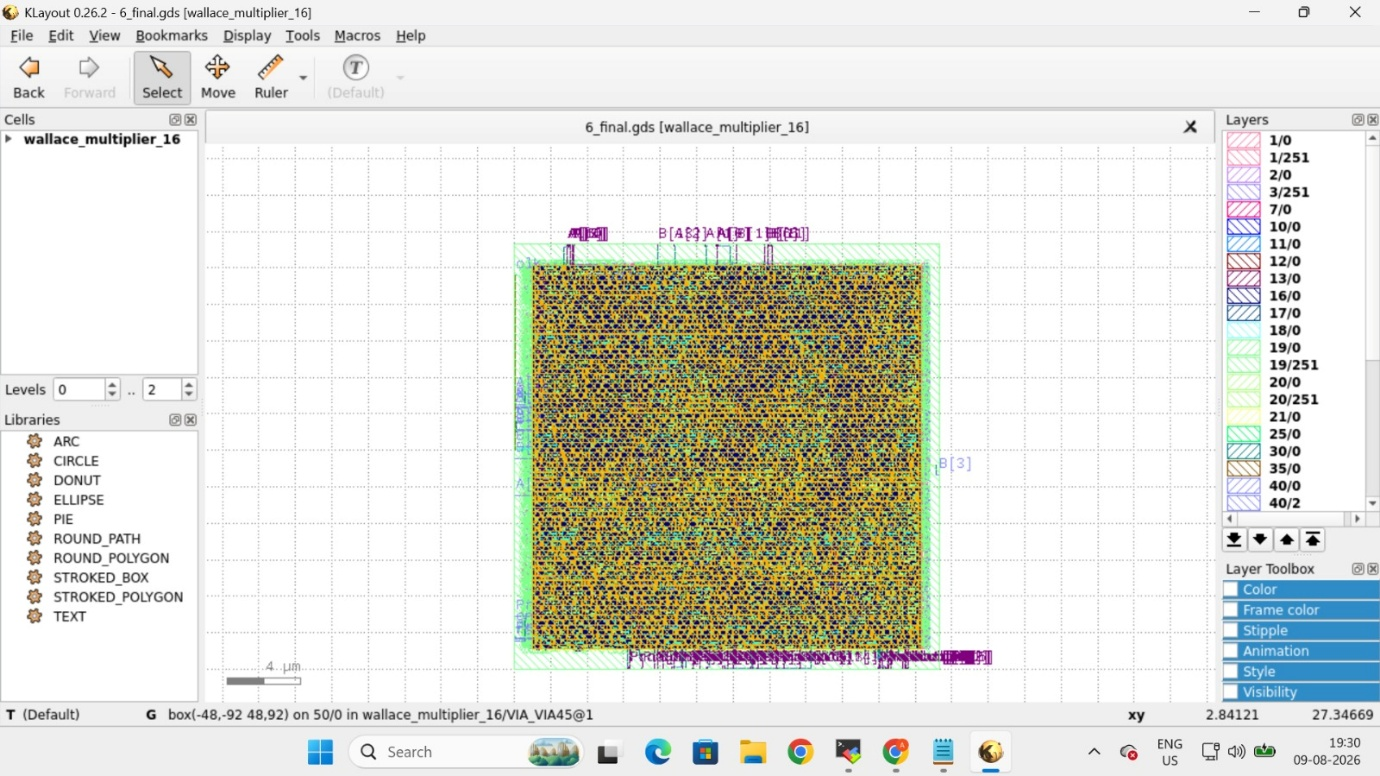 KLayout 0.26.2 - 6_final.gds [wallace_multiplier_16]
File Edit View Bookmarks Display Tools Macros Help
Back Forward Select Move Ruler (Default)
Cells
wallace_multiplier_16
Levels 0 .. 2
Libraries
ARC
CIRCLE
DONUT
ELLIPSE
PIE
ROUND_PATH
ROUND_POLYGON
STROKED_BOX
STROKED_POLYGON
TEXT
6_final.gds [wallace_multiplier_16]
clk
B[3]
4 µm
Layers
1/0
1/251
2/0
3/251
7/0
10/0
11/0
12/0
13/0
16/0
17/0
18/0
19/0
19/251
20/0
20/251
21/0
25/0
30/0
35/0
40/0
40/2
Layer Toolbox
Color
Frame color
Stipple
Animation
Style
Visibility
T (Default) G box(-48,-92 48,92) on 50/0 in wallace_multiplier_16/VIA_VIA45@1 xy 2.84121 27.34669
Search
ENG
US
19:30
09-08-2026